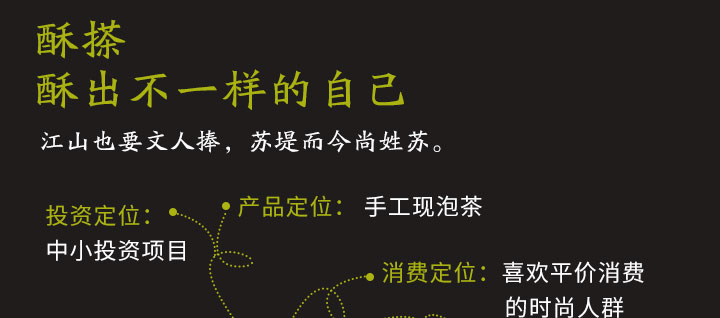 酥搽
酥出不一样的自己
江山也要文人捧，苏堤而今尚姓苏。
投资定位：
中小投资项目
产品定位： 手工现泡茶
消费定位：喜欢平价消费
的时尚人群